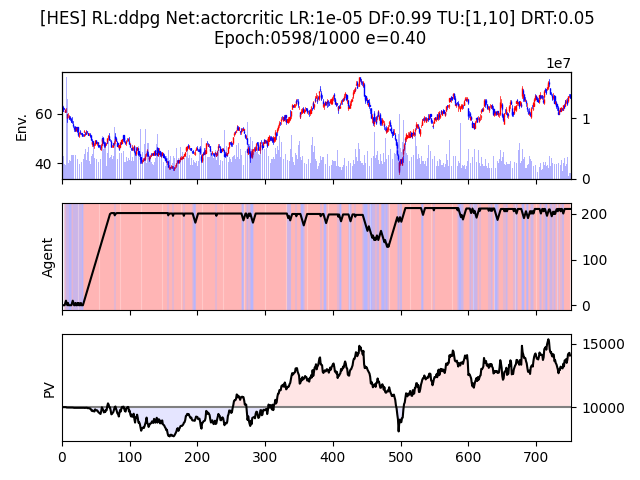 [HES] RL:ddpg Net:actorcritic LR:1e-05 DF:0.99 TU:[1,10] DRT:0.05
Epoch:0598/1000 e=0.40
1e7
Env.
60
40
1
0
Agent
200
100
0
PV
15000
10000
0 100 200 300 400 500 600 700